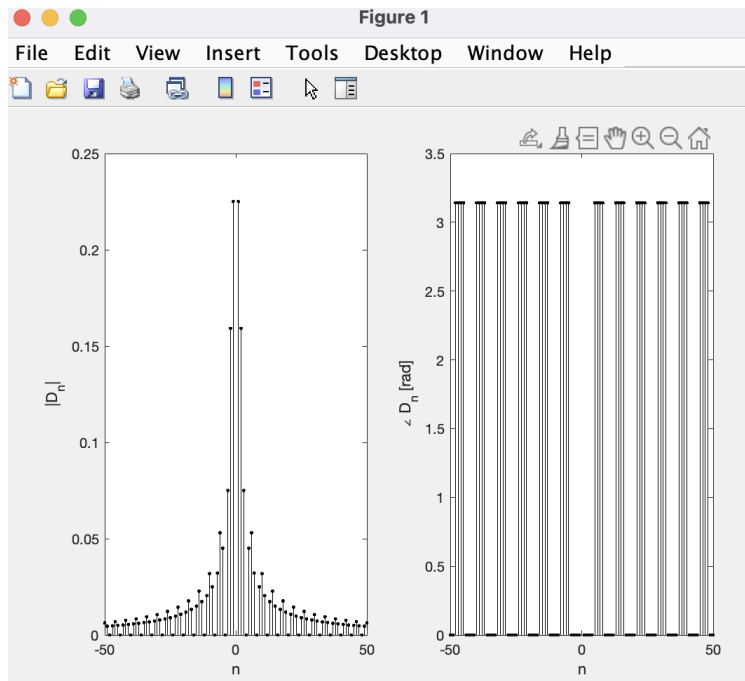 Figure 1
File Edit View Insert Tools Desktop Window Help
0.25
0.2
0.15
0.1
0.05
0
-50 0 50
n
|Dn|
3.5
3
2.5
2
1.5
1
0.5
0
-50 0 50
n
∠ Dn [rad]